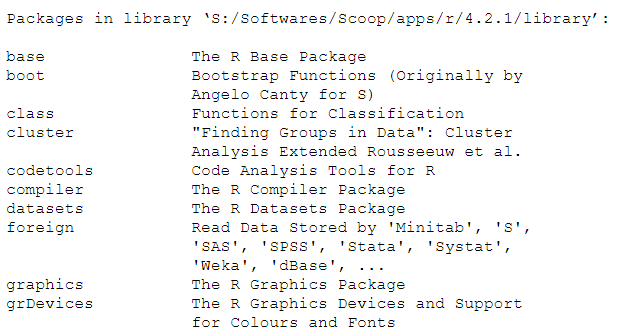 Packages in library ‘S:/Softwares/Scoop/apps/r/4.2.1/library’:
base The R Base Package
boot Bootstrap Functions (Originally by
Angelo Canty for S)
class Functions for Classification
cluster "Finding Groups in Data": Cluster
Analysis Extended Rousseeuw et al.
codetools Code Analysis Tools for R
compiler The R Compiler Package
datasets The R Datasets Package
foreign Read Data Stored by 'Minitab', 'S',
'SAS', 'SPSS', 'Stata', 'Systat',
'Weka', 'dBase', ...
graphics The R Graphics Package
grDevices The R Graphics Devices and Support
for Colours and Fonts